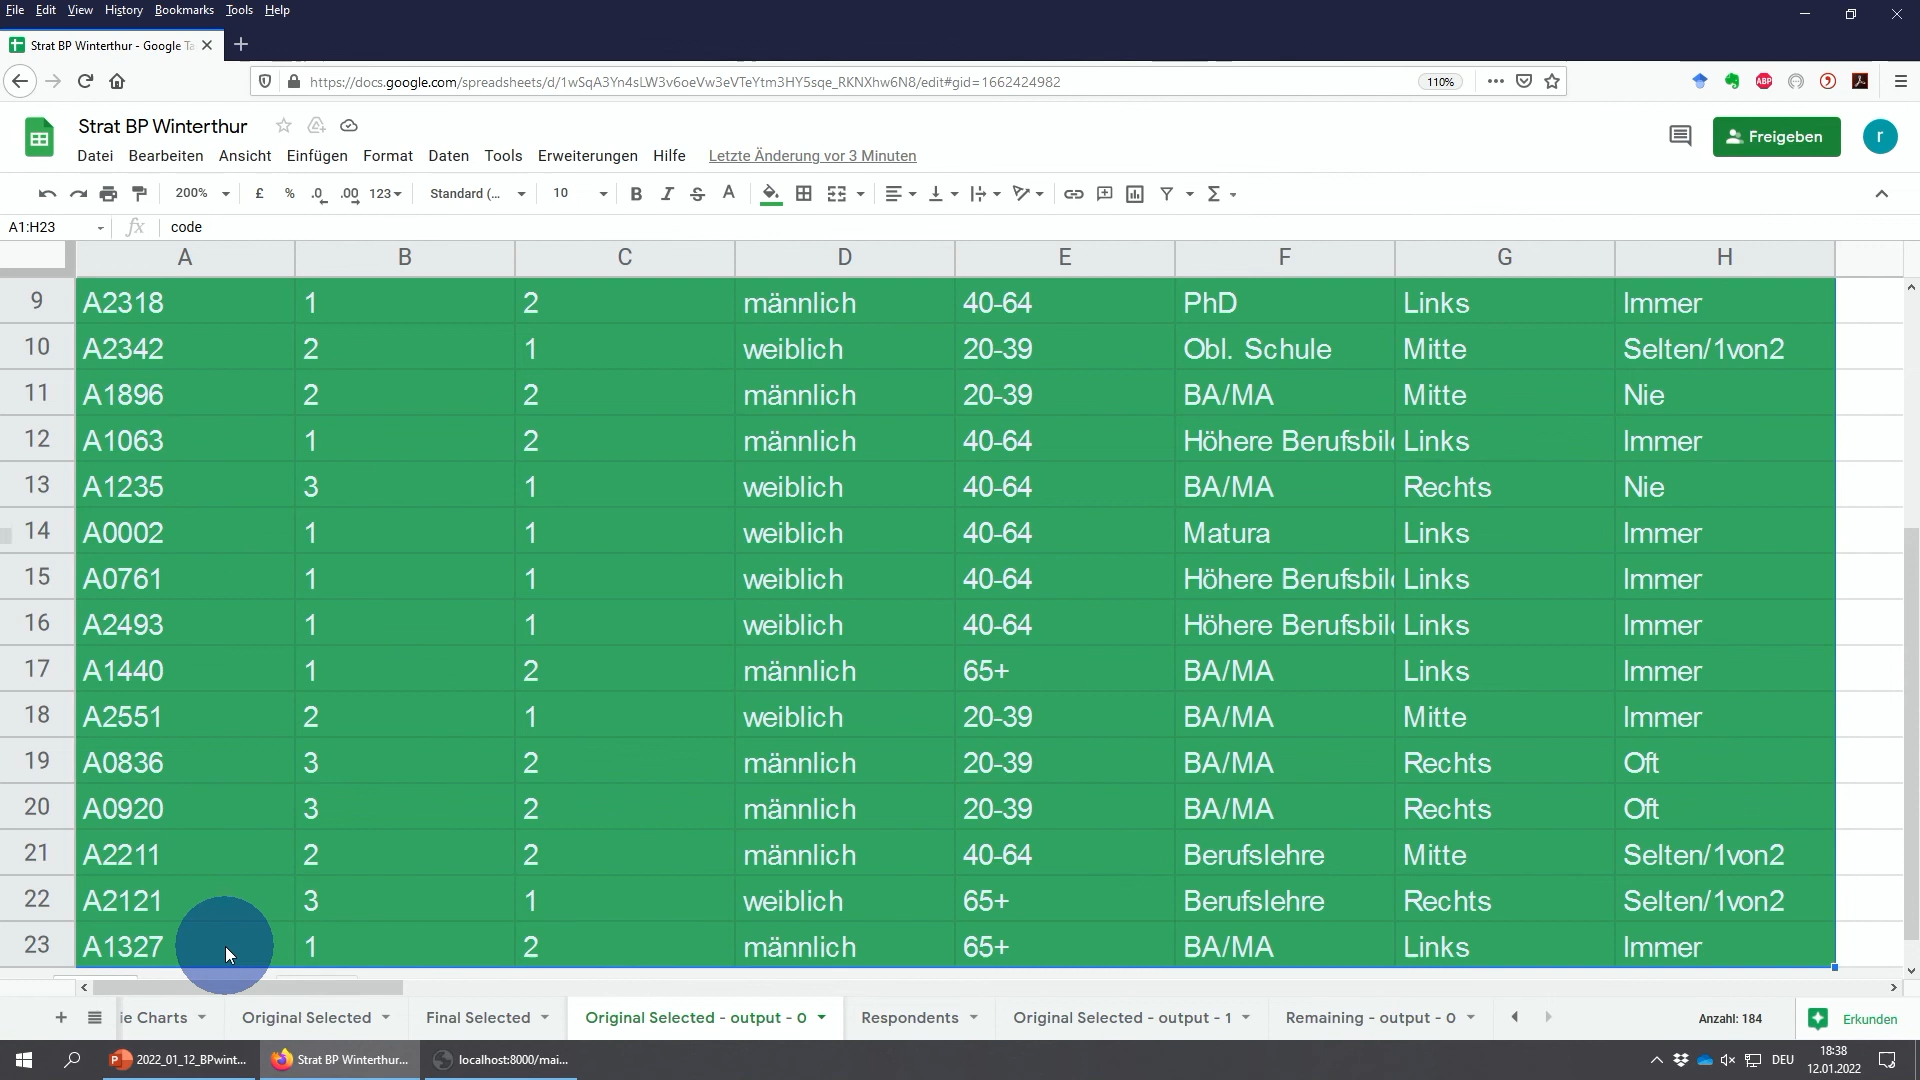 File Edit View History Bookmarks Tools Help
Strat BP Winterthur - Google Ta
https://docs.google.com/spreadsheets/d/1wSqA3Yn4sLW3v6oeVw3eVTeYtm3HY5sqe_RKNXhw6N8/edit#gid=1662424982 110% ABP
Strat BP Winterthur Freigeben r
Datei Bearbeiten Ansicht Einfügen Format Daten Tools Erweiterungen Hilfe Letzte Änderung vor 3 Minuten
200% £ % .0 .00 123 Standard (... 10 B I S A Σ
A1:H23 fx code
A B C D E F G H
9 A2318 1 2 männlich 40-64 PhD Links Immer
10 A2342 2 1 weiblich 20-39 Obl. Schule Mitte Selten/1von2
11 A1896 2 2 männlich 20-39 BA/MA Mitte Nie
12 A1063 1 2 männlich 40-64 Höhere Berufsbild Links Immer
13 A1235 3 1 weiblich 40-64 BA/MA Rechts Nie
14 A0002 1 1 weiblich 40-64 Matura Links Immer
15 A0761 1 1 weiblich 40-64 Höhere Berufsbild Links Immer
16 A2493 1 1 weiblich 40-64 Höhere Berufsbild Links Immer
17 A1440 1 2 männlich 65+ BA/MA Links Immer
18 A2551 2 1 weiblich 20-39 BA/MA Mitte Immer
19 A0836 3 2 männlich 20-39 BA/MA Rechts Oft
20 A0920 3 2 männlich 20-39 BA/MA Rechts Oft
21 A2211 2 2 männlich 40-64 Berufslehre Mitte Selten/1von2
22 A2121 3 1 weiblich 65+ Berufslehre Rechts Selten/1von2
23 A1327 1 2 männlich 65+ BA/MA Links Immer
ie Charts Original Selected Final Selected Original Selected - output - 0 Respondents Original Selected - output - 1 Remaining - output - 0 Anzahl: 184 Erkunden
2022_01_12_BPwint... Strat BP Winterthur... localhost:8000/mai... DEU 18:38
12.01.2022